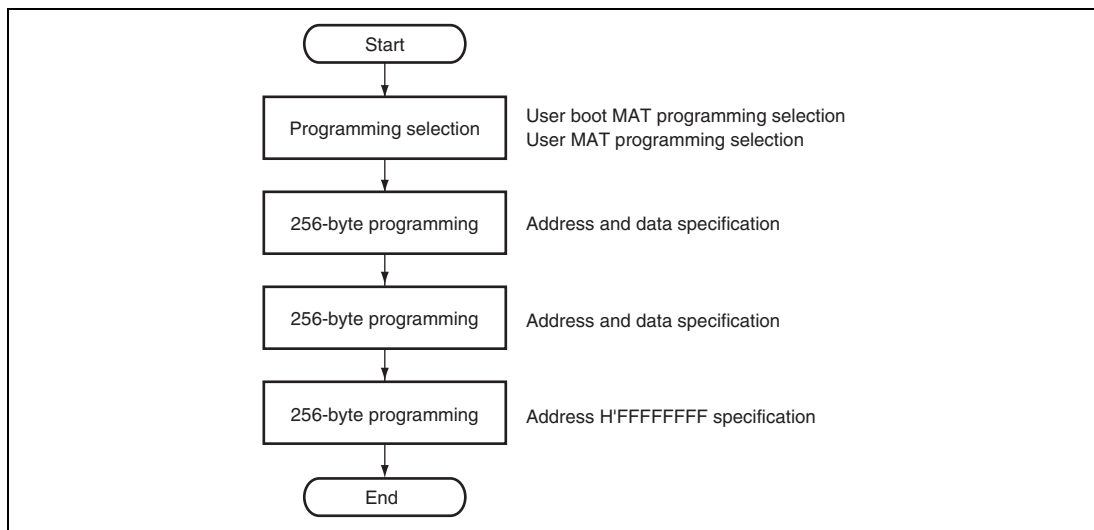 Start
Programming selection
User boot MAT programming selection
User MAT programming selection
256-byte programming
Address and data specification
256-byte programming
Address and data specification
256-byte programming
Address H'FFFFFFFF specification
End